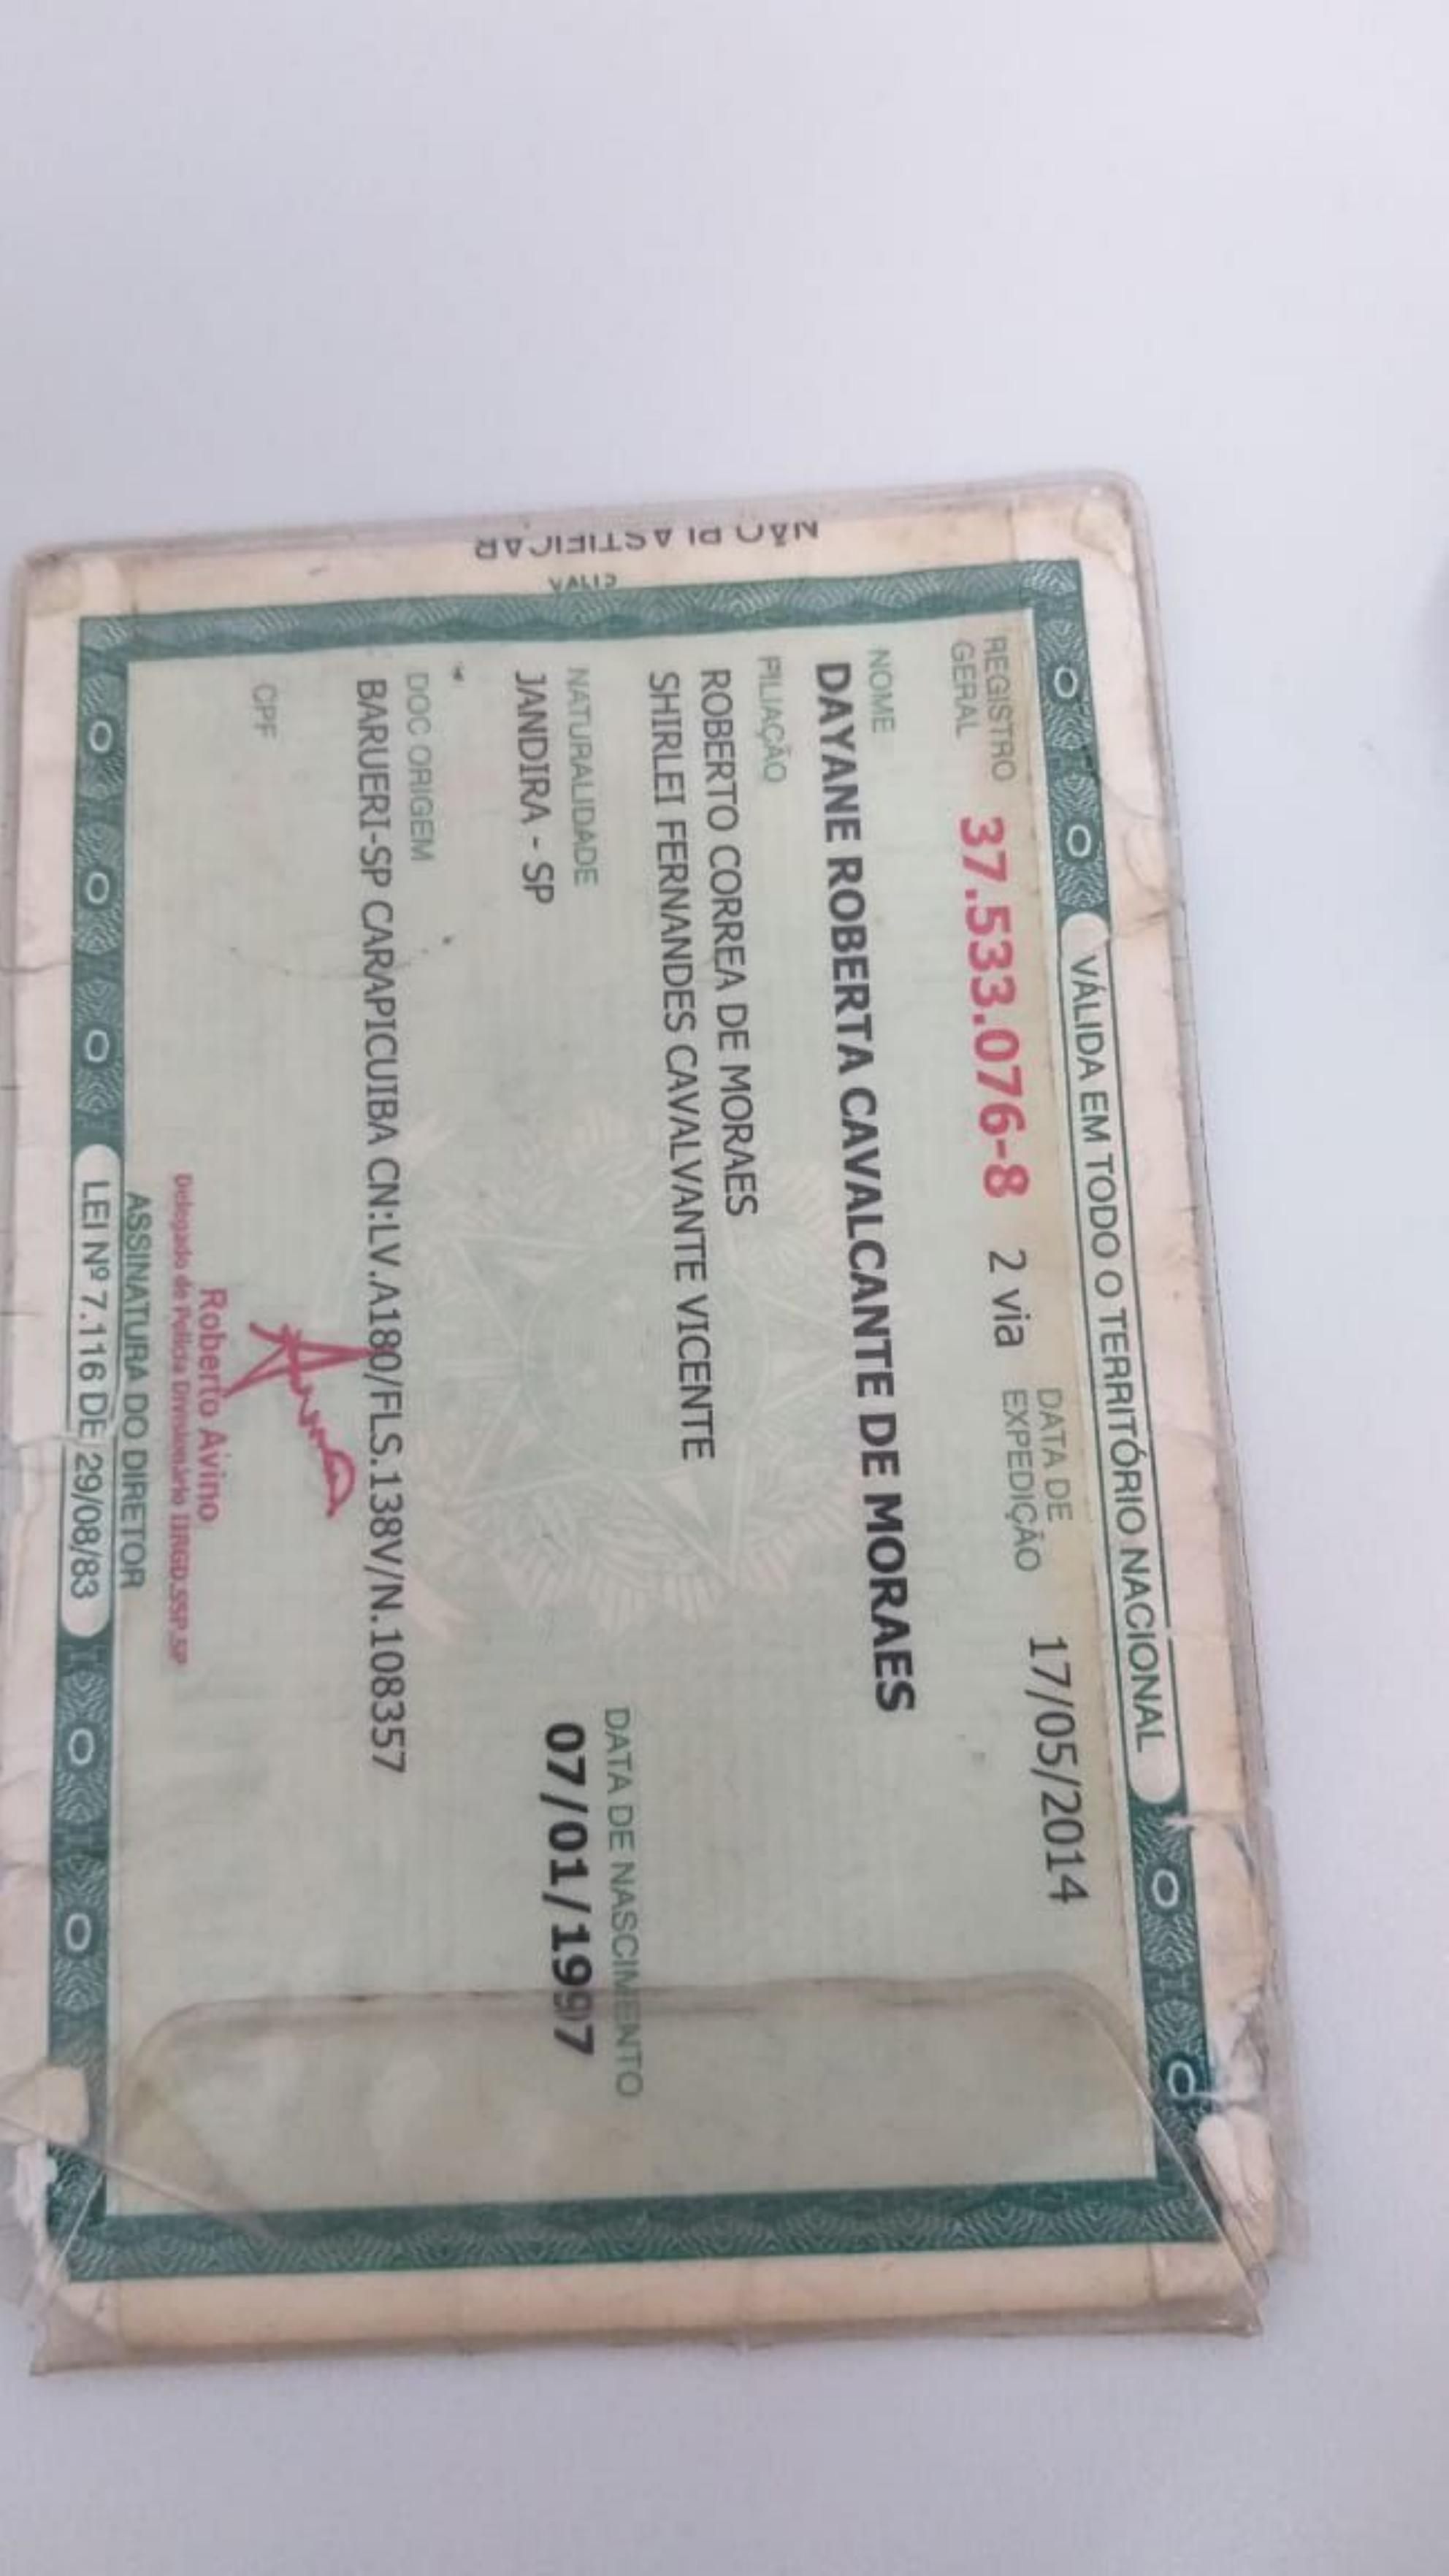 NÃO PLASTIFICAR
VÁLIDA EM TODO O TERRITÓRIO NACIONAL
REGISTRO GERAL 37.533.076-8 2 via DATA DE EXPEDIÇÃO 17/05/2014
NOME
DAYANE ROBERTA CAVALCANTE DE MORAES
FILIAÇÃO
ROBERTO CORREA DE MORAES
SHIRLEI FERNANDES CAVALVANTE VICENTE
NATURALIDADE DATA DE NASCIMENTO
JANDIRA - SP 07/01/1997
DOC ORIGEM
BARUERI-SP CARAPICUIBA CN:LV.A180/FLS.138V/N.108357
CPF
Roberto Avino
Delegado de Polícia Divisionário IIRGD.SSP.SP
ASSINATURA DO DIRETOR
LEI Nº 7.116 DE 29/08/83